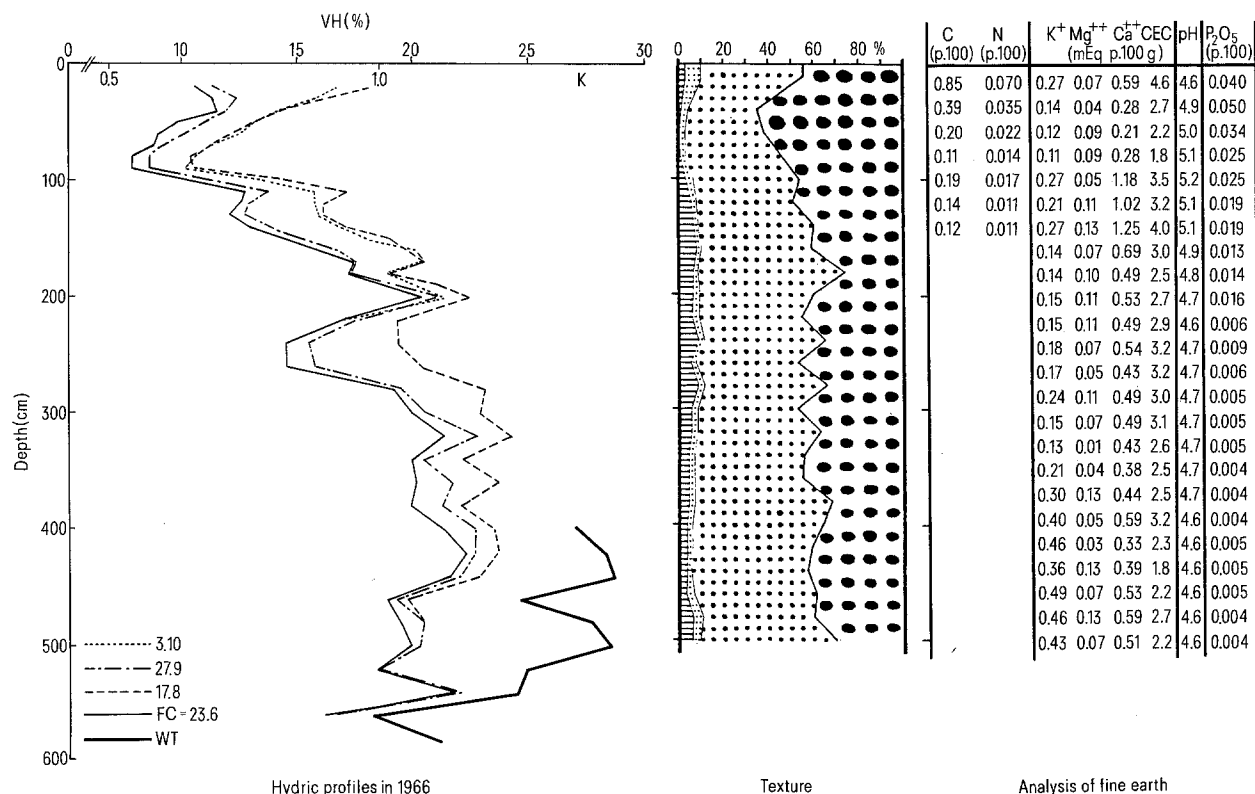 VH(%)
0 10 15 20 25 30
0.5 1.0 K
0
100
200
300
400
500
600
Depth(cm)
3.10
27.9
17.8
FC = 23.6
WT
Hydric profiles in 1966
0 20 40 60 80 %
Texture
C N K⁺ Mg⁺⁺ Ca⁺⁺ CEC pH P₂O₅
(p.100) (p.100) (mEq p.100 g) (p.100)
0.85 0.070 0.27 0.07 0.59 4.6 4.6 0.040
0.39 0.035 0.14 0.04 0.28 2.7 4.9 0.050
0.20 0.022 0.12 0.09 0.21 2.2 5.0 0.034
0.11 0.014 0.11 0.09 0.28 1.8 5.1 0.025
0.19 0.017 0.27 0.05 1.18 3.5 5.2 0.025
0.14 0.011 0.21 0.11 1.02 3.2 5.1 0.019
0.12 0.011 0.27 0.13 1.25 4.0 5.1 0.019
0.14 0.07 0.69 3.0 4.9 0.013
0.14 0.10 0.49 2.5 4.8 0.014
0.15 0.11 0.53 2.7 4.7 0.016
0.15 0.11 0.49 2.9 4.6 0.006
0.18 0.07 0.54 3.2 4.7 0.009
0.17 0.05 0.43 3.2 4.7 0.006
0.24 0.11 0.49 3.0 4.7 0.005
0.15 0.07 0.49 3.1 4.7 0.005
0.13 0.01 0.43 2.6 4.7 0.005
0.21 0.04 0.38 2.5 4.7 0.004
0.30 0.13 0.44 2.5 4.7 0.004
0.40 0.05 0.59 3.2 4.6 0.004
0.46 0.03 0.33 2.3 4.6 0.005
0.36 0.13 0.39 1.8 4.6 0.005
0.49 0.07 0.53 2.2 4.6 0.005
0.46 0.13 0.59 2.7 4.6 0.004
0.43 0.07 0.51 2.2 4.6 0.004
Analysis of fine earth